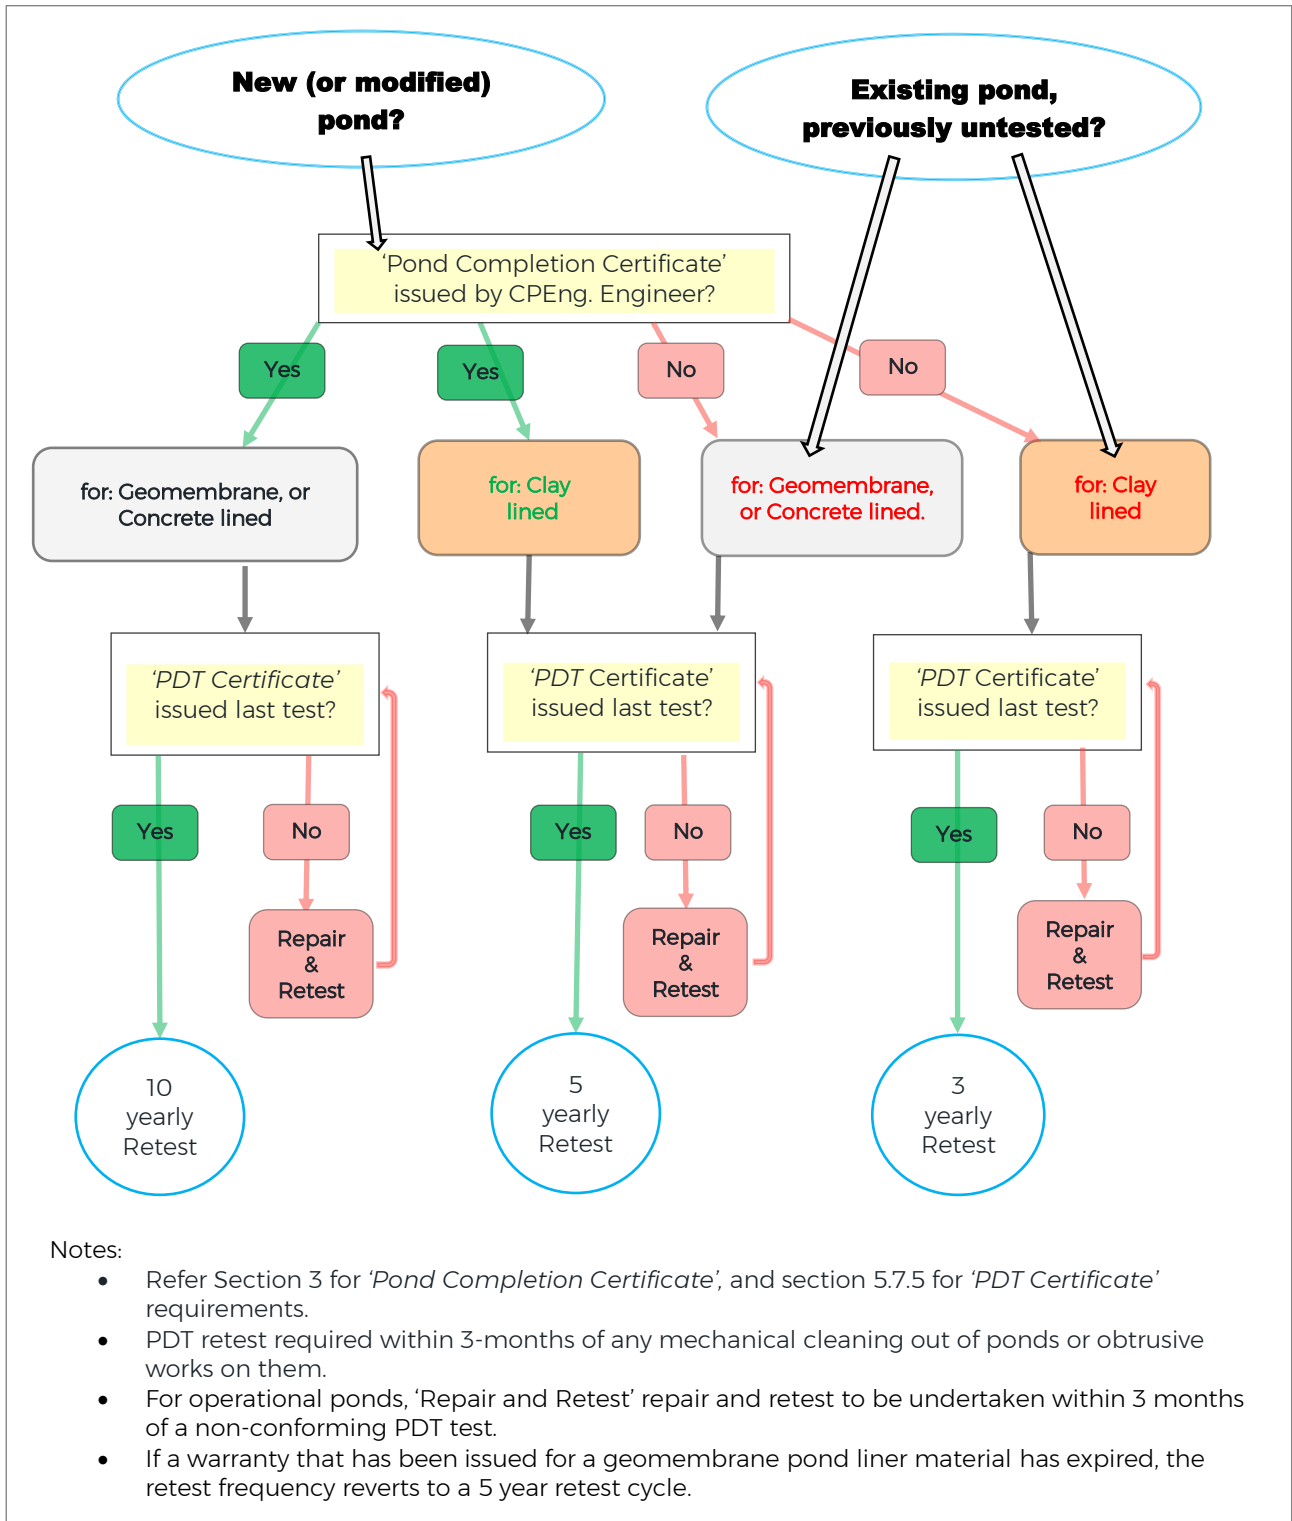 New (or modified)
pond?
Existing pond,
previously untested?
‘Pond Completion Certificate’
issued by CPEng. Engineer?
Yes
Yes
No
No
for: Geomembrane, or
Concrete lined
for: Clay
lined
for: Geomembrane,
or Concrete lined.
for: Clay
lined
‘PDT Certificate’
issued last test?
‘PDT Certificate’
issued last test?
‘PDT Certificate’
issued last test?
Yes
No
Yes
No
Yes
No
Repair
&
Retest
Repair
&
Retest
Repair
&
Retest
10
yearly
Retest
5
yearly
Retest
3
yearly
Retest
Notes:
• Refer Section 3 for ‘Pond Completion Certificate’, and section 5.7.5 for ‘PDT Certificate’
requirements.
• PDT retest required within 3-months of any mechanical cleaning out of ponds or obtrusive
works on them.
• For operational ponds, ‘Repair and Retest’ repair and retest to be undertaken within 3 months
of a non-conforming PDT test.
• If a warranty that has been issued for a geomembrane pond liner material has expired, the
retest frequency reverts to a 5 year retest cycle.